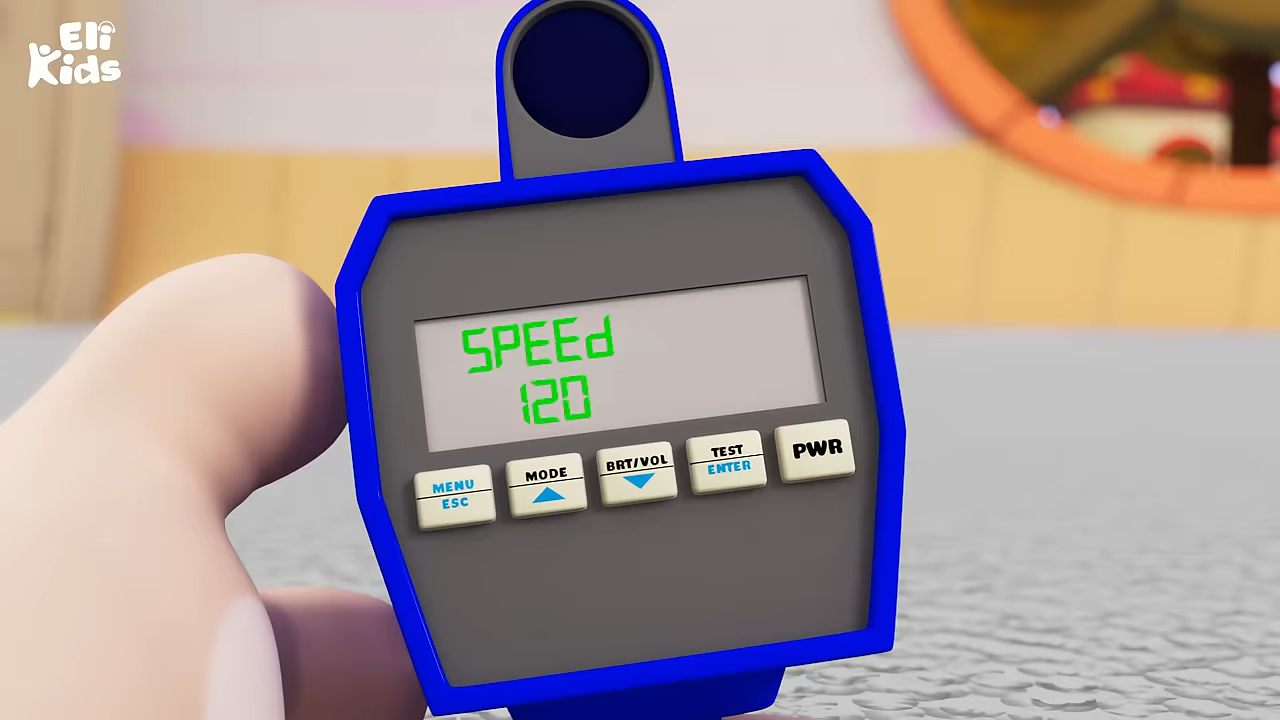 Eli
Kids
SPEEd
120
MENU
ESC
MODE
BRT/VOL
TEST
ENTER
PWR